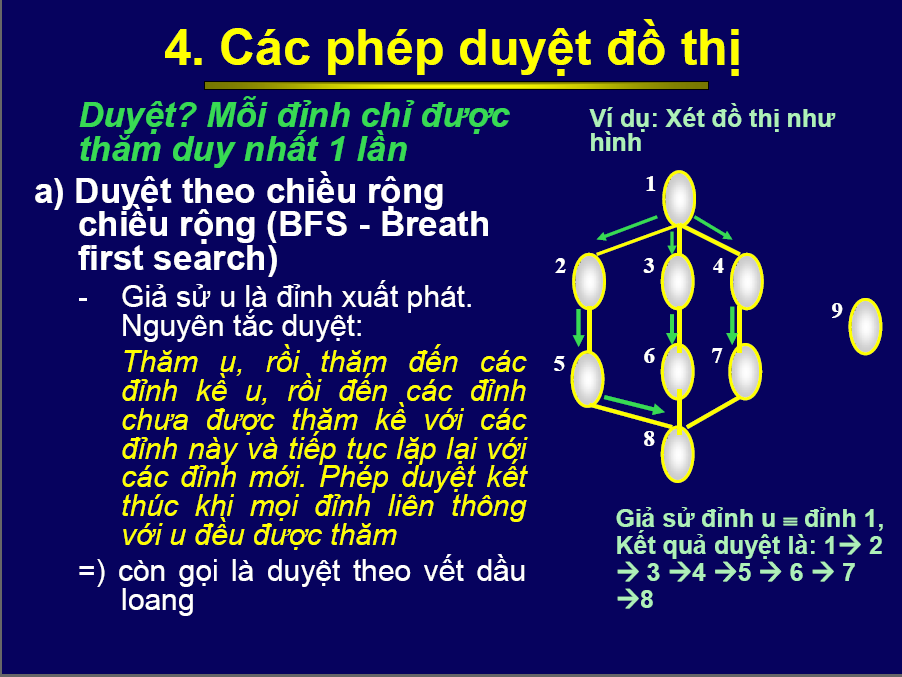 4. Các phép duyệt đồ thị
Duyệt? Mỗi đỉnh chỉ được
thăm duy nhất 1 lần
a) Duyệt theo chiều rộng
chiều rộng (BFS - Breath
first search)
- Giả sử u là đỉnh xuất phát.
Nguyên tắc duyệt:
Thăm u, rồi thăm đến các
đỉnh kề u, rồi đến các đỉnh
chưa được thăm kề với các
đỉnh này và tiếp tục lặp lại với
các đỉnh mới. Phép duyệt kết
thúc khi mọi đỉnh liên thông
với u đều được thăm
=) còn gọi là duyệt theo vết dầu
loang
Ví dụ: Xét đồ thị như
hình
1
2 3 4
9
5 6 7
8
Giả sử đỉnh u ≡ đỉnh 1,
Kết quả duyệt là: 1→ 2
→ 3 →4 →5 → 6 → 7
→8